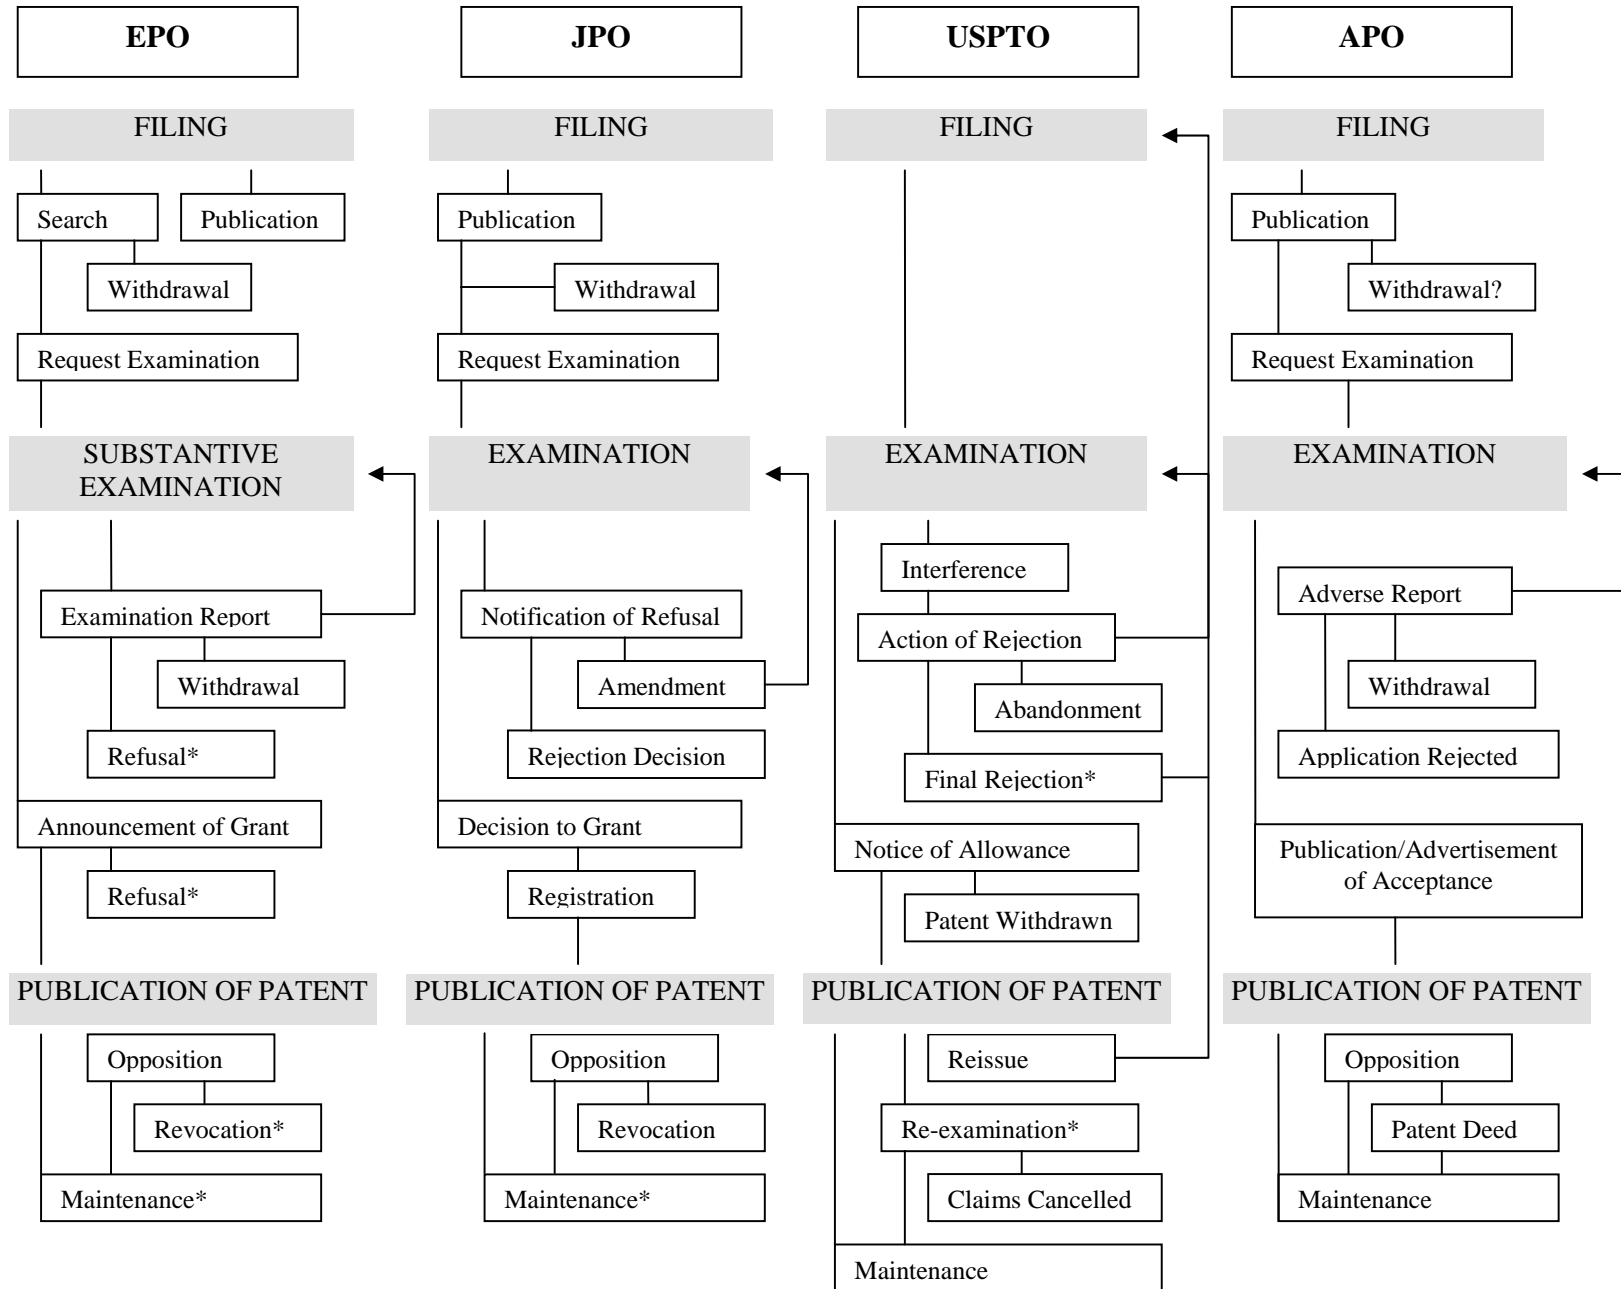 EPO
JPO
USPTO
APO
FILING
FILING
FILING
FILING
Search
Publication
Publication
Publication
Withdrawal
Withdrawal
Withdrawal?
Request Examination
Request Examination
Request Examination
SUBSTANTIVE
EXAMINATION
EXAMINATION
EXAMINATION
EXAMINATION
Interference
Examination Report
Notification of Refusal
Action of Rejection
Adverse Report
Withdrawal
Amendment
Abandonment
Withdrawal
Refusal*
Rejection Decision
Final Rejection*
Application Rejected
Announcement of Grant
Decision to Grant
Notice of Allowance
Publication/Advertisement
of Acceptance
Refusal*
Registration
Patent Withdrawn
PUBLICATION OF PATENT
PUBLICATION OF PATENT
PUBLICATION OF PATENT
PUBLICATION OF PATENT
Opposition
Opposition
Reissue
Opposition
Revocation*
Revocation
Re-examination*
Patent Deed
Maintenance*
Maintenance*
Claims Cancelled
Maintenance
Maintenance